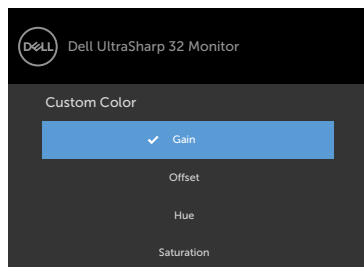 DELL
Dell UltraSharp 32 Monitor
Custom Color
Gain
Offset
Hue
Saturation